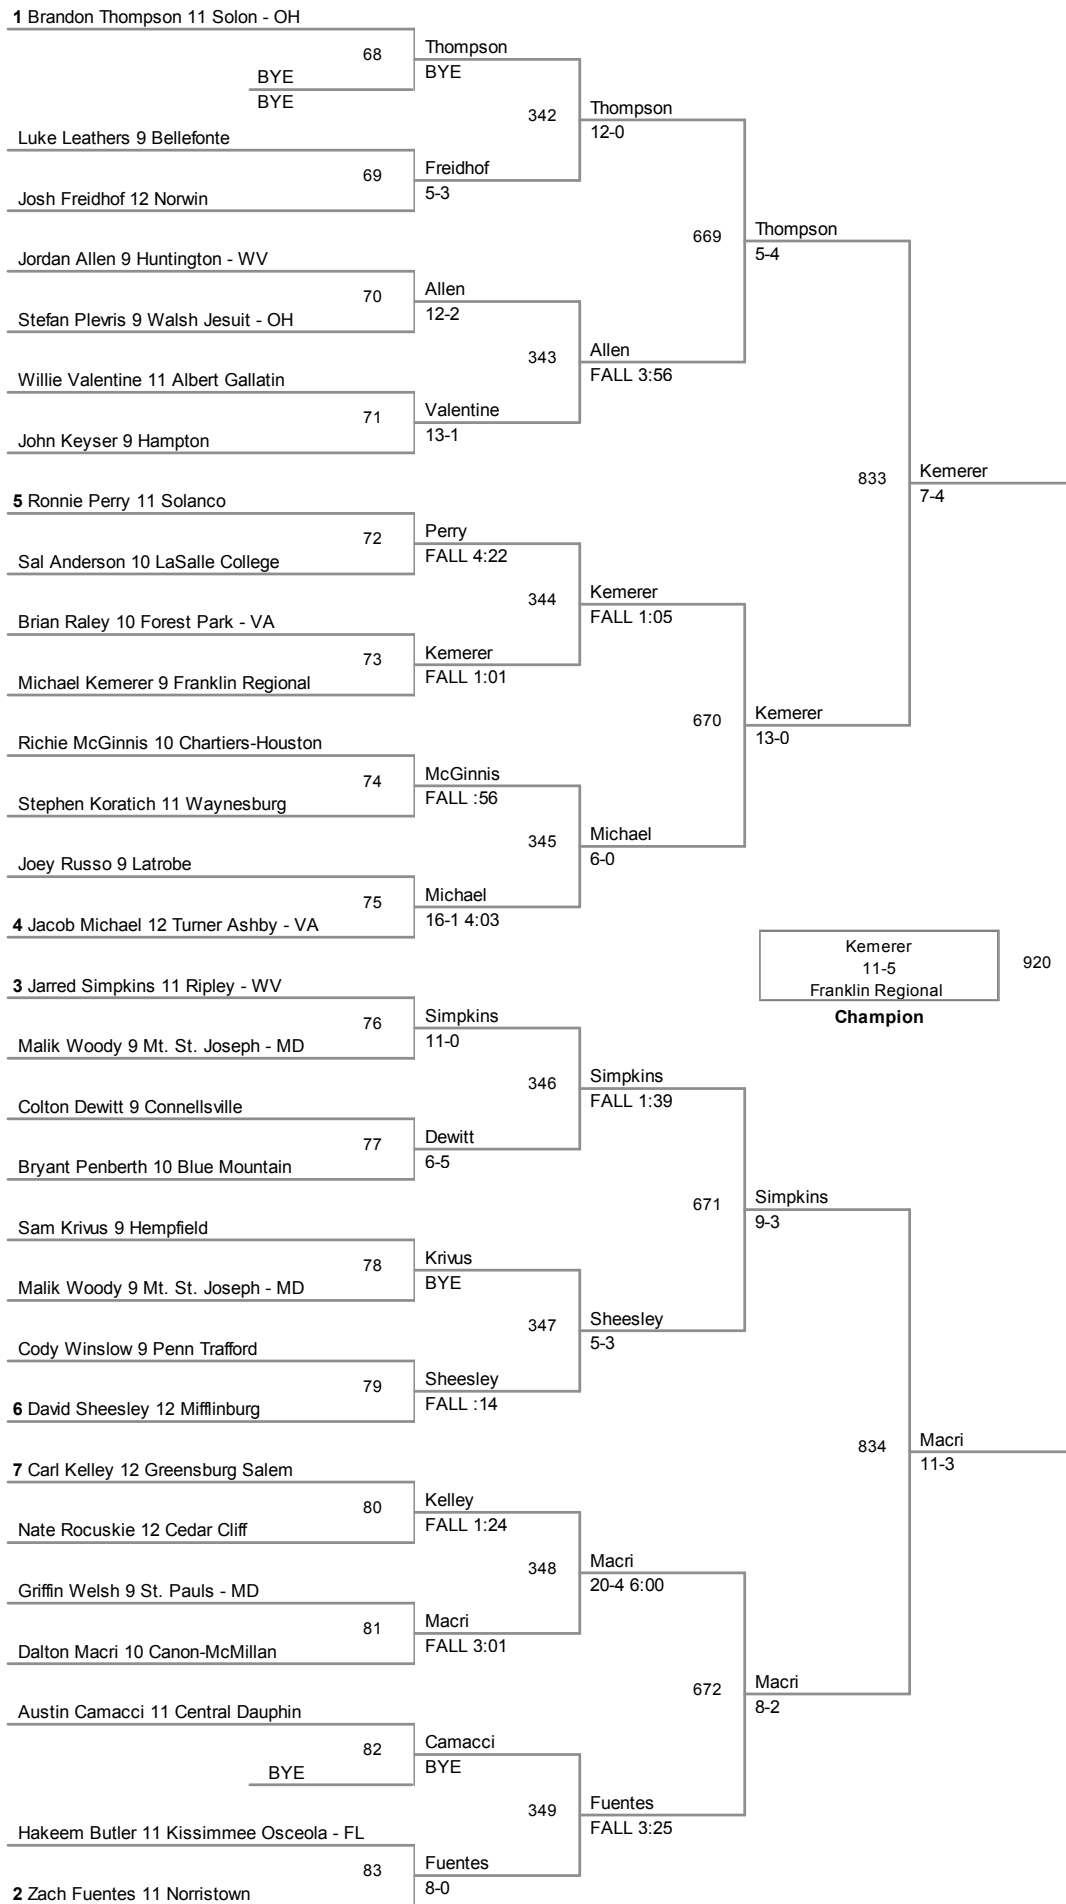 1 Brandon Thompson 11 Solon - OH
68
BYE
BYE
Thompson
BYE
342
Luke Leathers 9 Bellefonte
69
Josh Freidhof 12 Norwin
Freidhof
5-3
Thompson
12-0
669
Jordan Allen 9 Huntington - WV
70
Stefan Plevris 9 Walsh Jesuit - OH
Allen
12-2
343
Willie Valentine 11 Albert Gallatin
71
John Keyser 9 Hampton
Valentine
13-1
Allen
FALL 3:56
Thompson
5-4
833
5 Ronnie Perry 11 Solanco
72
Sal Anderson 10 LaSalle College
Perry
FALL 4:22
344
Brian Raley 10 Forest Park - VA
73
Michael Kemerer 9 Franklin Regional
Kemerer
FALL 1:01
Kemerer
FALL 1:05
670
Richie McGinnis 10 Chartiers-Houston
74
Stephen Koratich 11 Waynesburg
McGinnis
FALL :56
345
Joey Russo 9 Latrobe
75
4 Jacob Michael 12 Turner Ashby - VA
Michael
16-1 4:03
Michael
6-0
Kemerer
13-0
Kemerer
7-4
Kemerer
11-5
Franklin Regional
Champion
920
3 Jarred Simpkins 11 Ripley - WV
76
Malik Woody 9 Mt. St. Joseph - MD
Simpkins
11-0
346
Colton Dewitt 9 Connellsville
77
Bryant Penberth 10 Blue Mountain
Dewitt
6-5
Simpkins
FALL 1:39
671
Sam Krivus 9 Hempfield
78
Malik Woody 9 Mt. St. Joseph - MD
Krivus
BYE
347
Cody Winslow 9 Penn Trafford
79
6 David Sheesley 12 Mifflinburg
Sheesley
FALL :14
Sheesley
5-3
Simpkins
9-3
834
7 Carl Kelley 12 Greensburg Salem
80
Nate Rocuskie 12 Cedar Cliff
Kelley
FALL 1:24
348
Griffin Welsh 9 St. Pauls - MD
81
Dalton Macri 10 Canon-McMillan
Macri
FALL 3:01
Macri
20-4 6:00
672
Austin Camacci 11 Central Dauphin
82
BYE
Camacci
BYE
349
Hakeem Butler 11 Kissimmee Osceola - FL
83
2 Zach Fuentes 11 Norristown
Fuentes
8-0
Fuentes
FALL 3:25
Macri
8-2
Macri
11-3